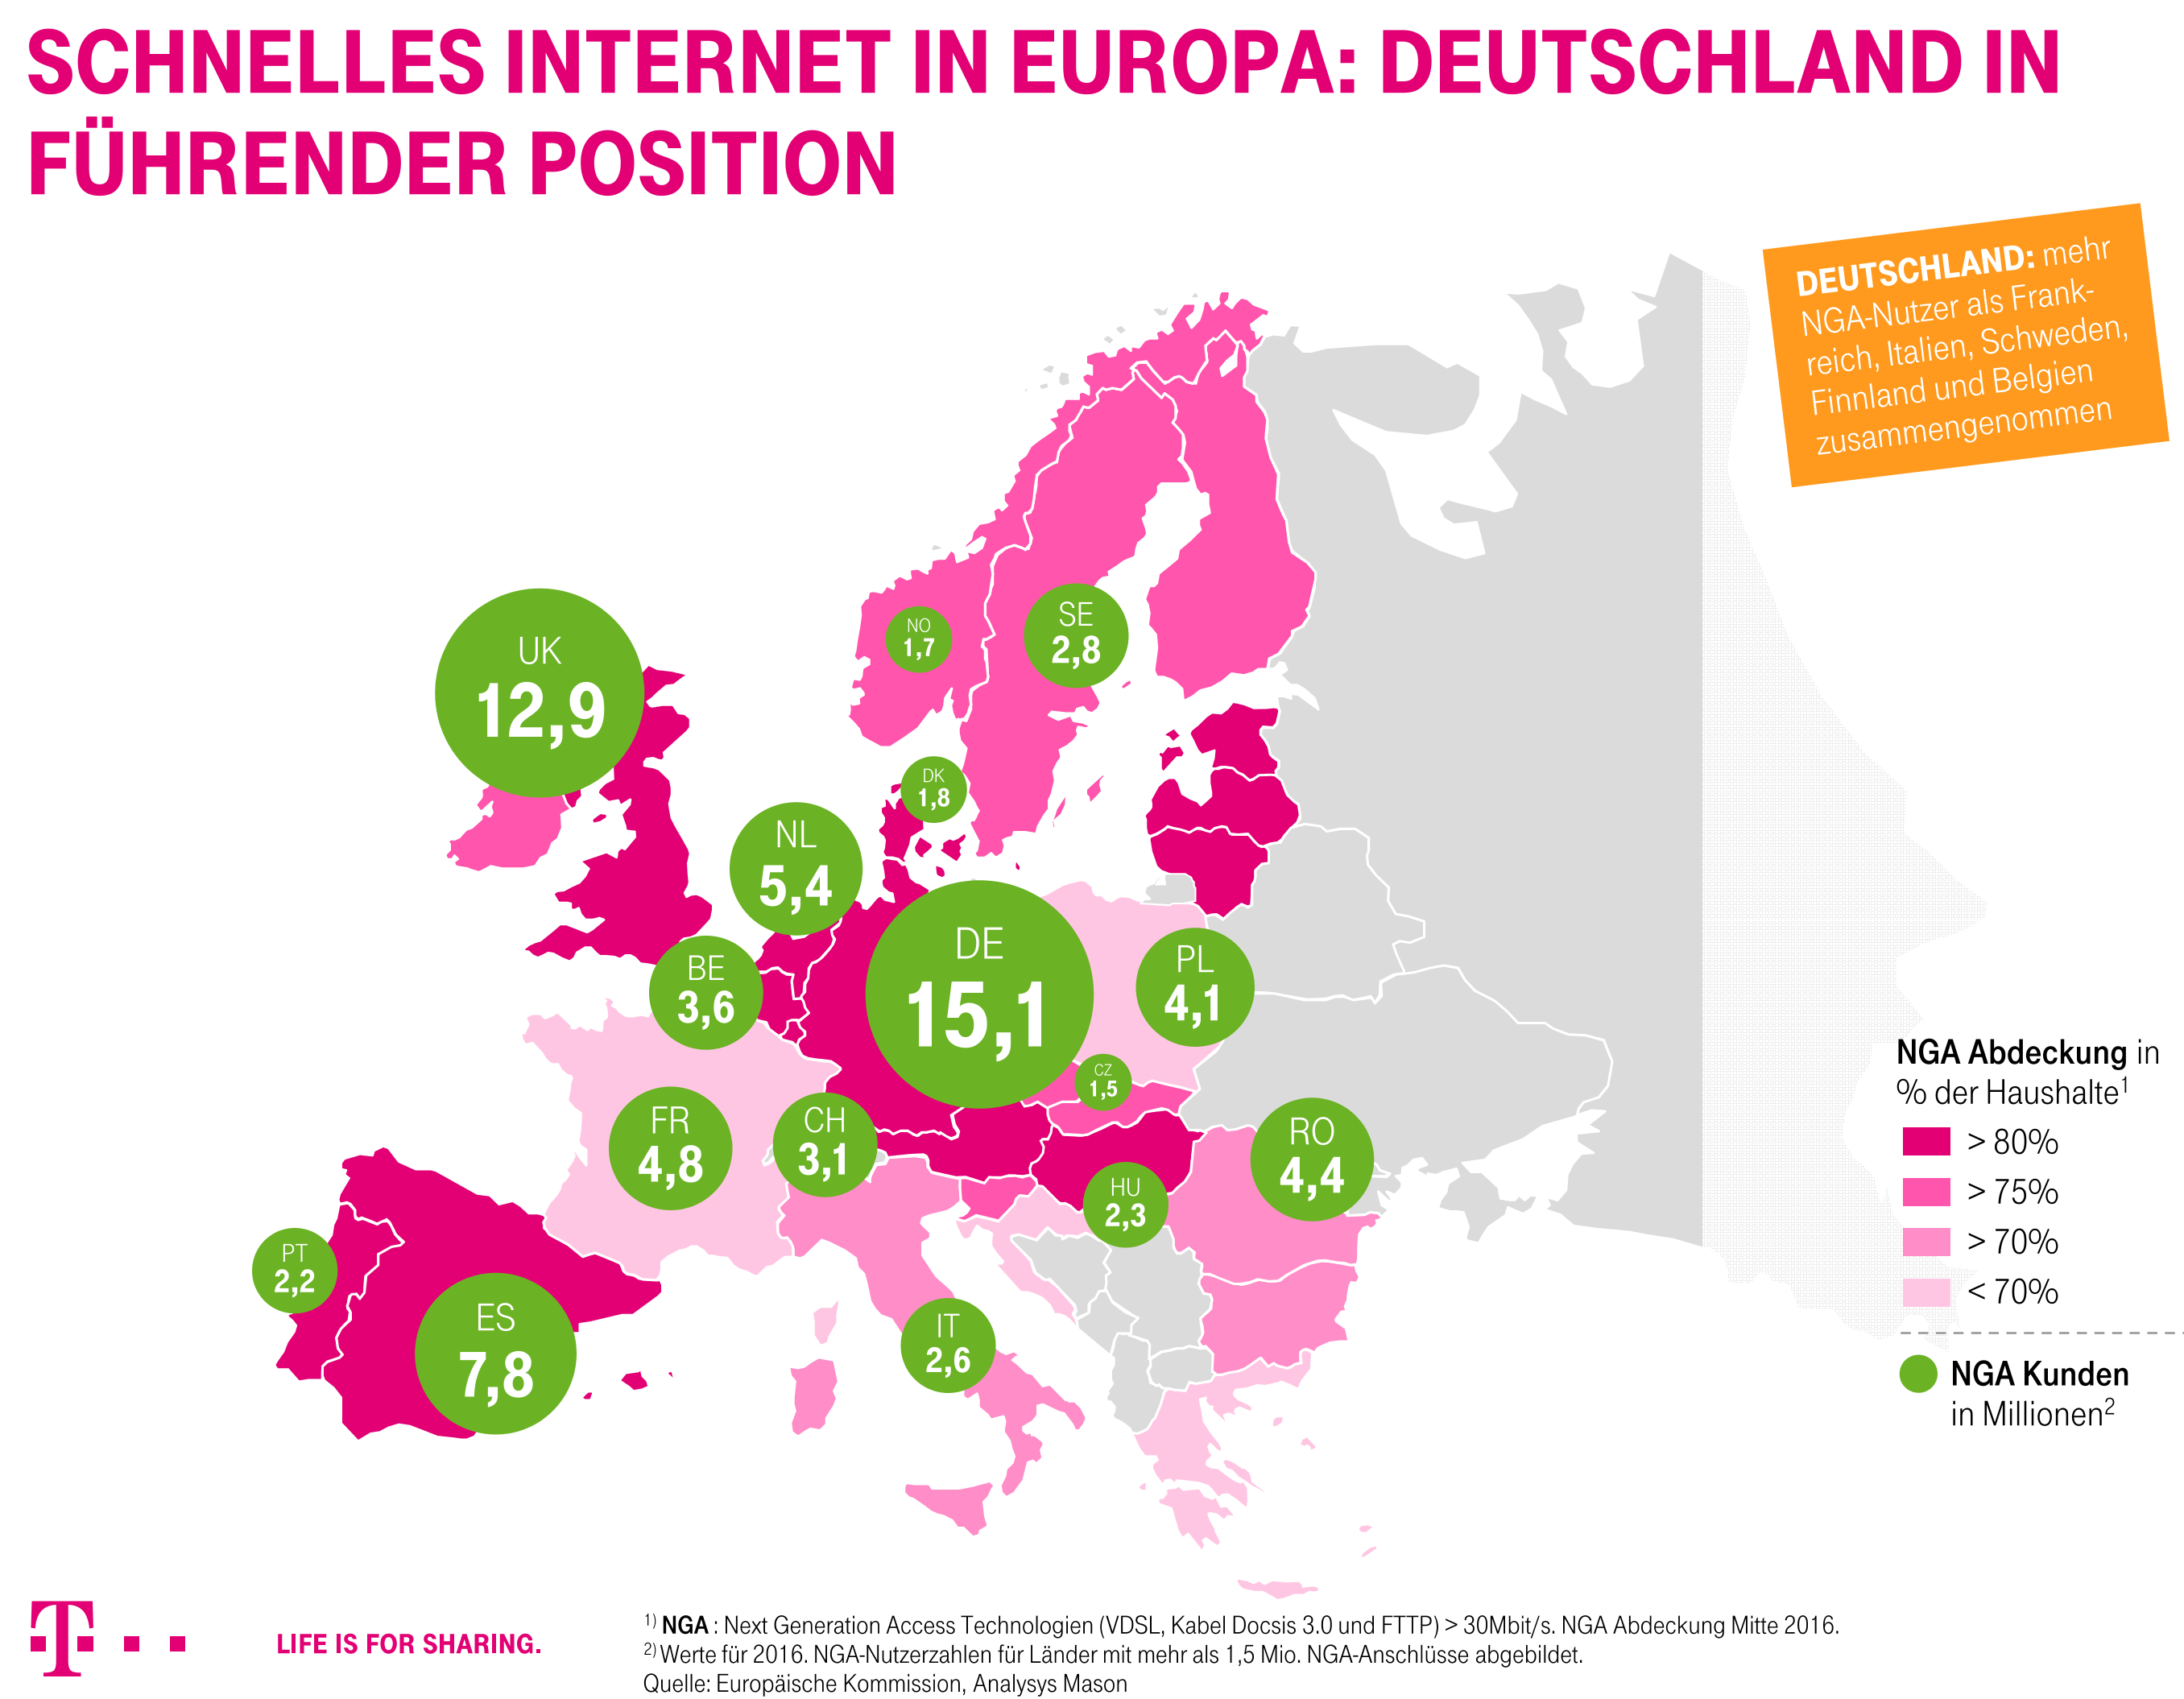 SCHNELLES INTERNET IN EUROPA: DEUTSCHLAND IN
FÜHRENDER POSITION
DEUTSCHLAND: mehr
NGA-Nutzer als Frank-
reich, Italien, Schweden,
Finnland und Belgien
zusammengenommen
NO
1,7
SE
2,8
UK
12,9
DK
1,8
NL
5,4
DE
15,1
PL
4,1
BE
3,6
CZ
1,5
FR
4,8
CH
3,1
RO
4,4
HU
2,3
PT
2,2
ES
7,8
IT
2,6
NGA Abdeckung in
% der Haushalte¹
> 80%
> 75%
> 70%
< 70%
NGA Kunden
in Millionen²
T
LIFE IS FOR SHARING.
¹⁾ NGA : Next Generation Access Technologien (VDSL, Kabel Docsis 3.0 und FTTP) > 30Mbit/s. NGA Abdeckung Mitte 2016.
²⁾ Werte für 2016. NGA-Nutzerzahlen für Länder mit mehr als 1,5 Mio. NGA-Anschlüsse abgebildet.
Quelle: Europäische Kommission, Analysys Mason